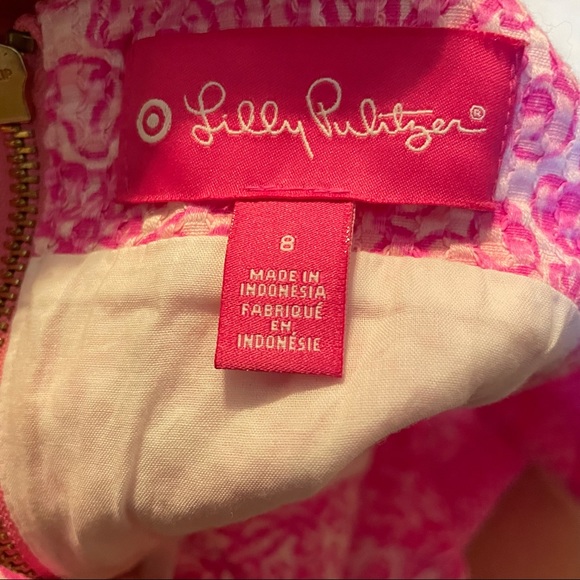 Lilly Pulitzer®
8
MADE IN
INDONESIA
FABRIQUÉ
EN
INDONÉSIE